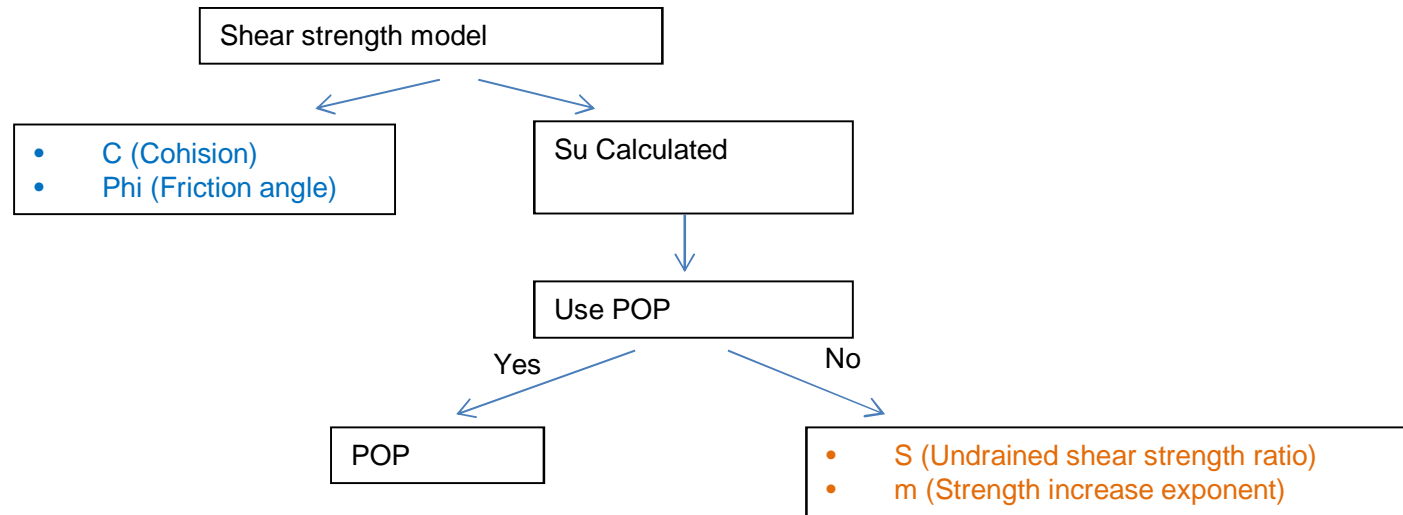 Shear strength model
• C (Cohision)
• Phi (Friction angle)
Su Calculated
Use POP
Yes
No
POP
• S (Undrained shear strength ratio)
• m (Strength increase exponent)